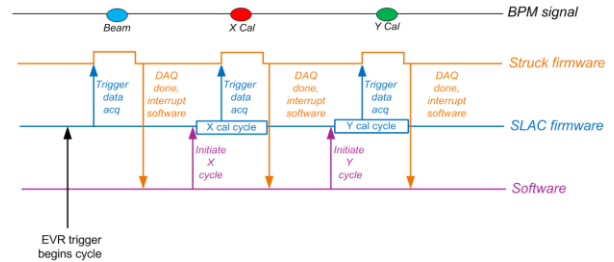 BPM signal
Beam
X Cal
Y Cal
Struck firmware
Trigger
data
acq
DAQ
done,
interrupt
software
Trigger
data
acq
DAQ
done,
interrupt
software
Trigger
data
acq
DAQ
done,
interrupt
software
SLAC firmware
X cal cycle
Y cal cycle
Initiate
X
cycle
Initiate
Y
cycle
Software
EVR trigger
begins cycle